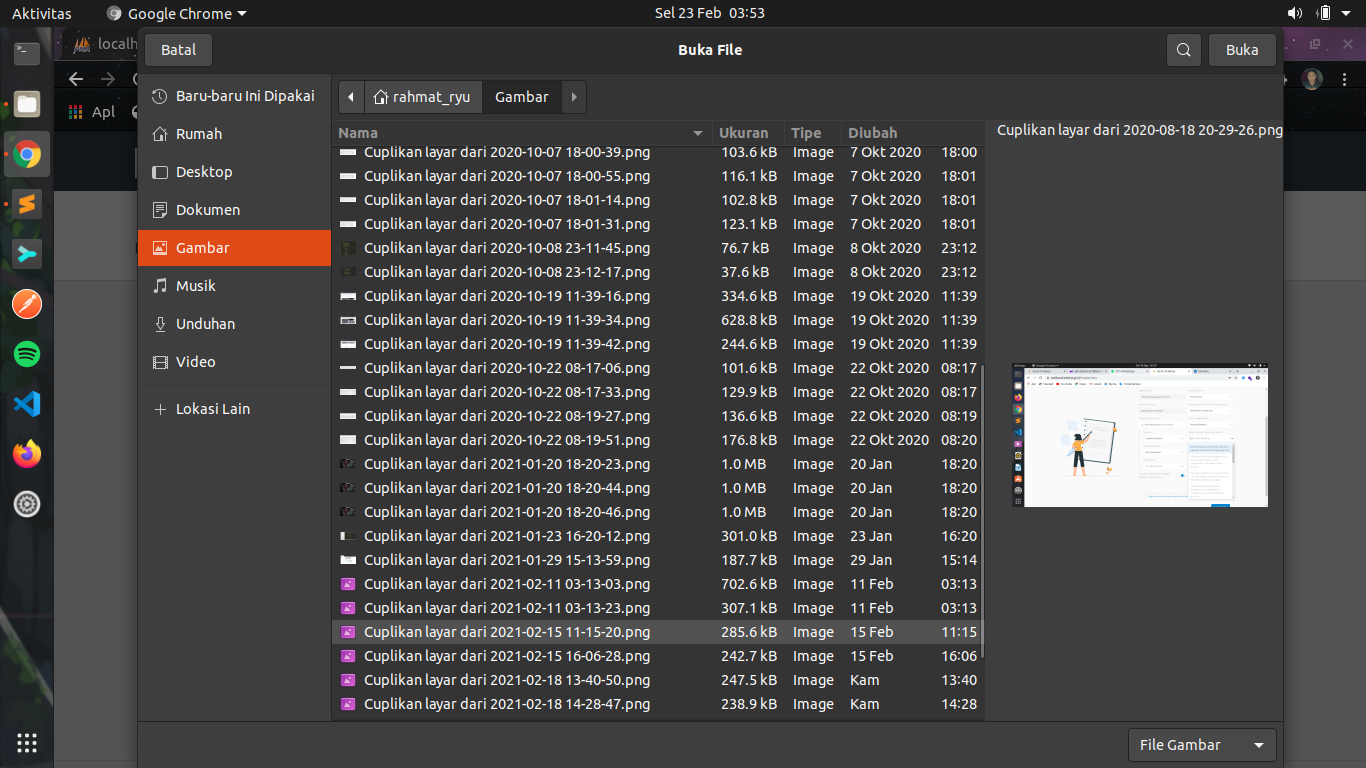 Aktivitas Google Chrome Sel 23 Feb 03:53
localh
Batal Buka File Buka
Apl
Baru-baru Ini Dipakai
Rumah
Desktop
Dokumen
Gambar
Musik
Unduhan
Video
Lokasi Lain
rahmat_ryu Gambar
Nama Ukuran Tipe Diubah
Cuplikan layar dari 2020-10-07 18-00-39.png 103.6 kB Image 7 Okt 2020 18:00
Cuplikan layar dari 2020-10-07 18-00-55.png 116.1 kB Image 7 Okt 2020 18:01
Cuplikan layar dari 2020-10-07 18-01-14.png 102.8 kB Image 7 Okt 2020 18:01
Cuplikan layar dari 2020-10-07 18-01-31.png 123.1 kB Image 7 Okt 2020 18:01
Cuplikan layar dari 2020-10-08 23-11-45.png 76.7 kB Image 8 Okt 2020 23:12
Cuplikan layar dari 2020-10-08 23-12-17.png 37.6 kB Image 8 Okt 2020 23:12
Cuplikan layar dari 2020-10-19 11-39-16.png 334.6 kB Image 19 Okt 2020 11:39
Cuplikan layar dari 2020-10-19 11-39-34.png 628.8 kB Image 19 Okt 2020 11:39
Cuplikan layar dari 2020-10-19 11-39-42.png 244.6 kB Image 19 Okt 2020 11:39
Cuplikan layar dari 2020-10-22 08-17-06.png 101.6 kB Image 22 Okt 2020 08:17
Cuplikan layar dari 2020-10-22 08-17-33.png 129.9 kB Image 22 Okt 2020 08:17
Cuplikan layar dari 2020-10-22 08-19-27.png 136.6 kB Image 22 Okt 2020 08:19
Cuplikan layar dari 2020-10-22 08-19-51.png 176.8 kB Image 22 Okt 2020 08:20
Cuplikan layar dari 2021-01-20 18-20-23.png 1.0 MB Image 20 Jan 18:20
Cuplikan layar dari 2021-01-20 18-20-44.png 1.0 MB Image 20 Jan 18:20
Cuplikan layar dari 2021-01-20 18-20-46.png 1.0 MB Image 20 Jan 18:20
Cuplikan layar dari 2021-01-23 16-20-12.png 301.0 kB Image 23 Jan 16:20
Cuplikan layar dari 2021-01-29 15-13-59.png 187.7 kB Image 29 Jan 15:14
Cuplikan layar dari 2021-02-11 03-13-03.png 702.6 kB Image 11 Feb 03:13
Cuplikan layar dari 2021-02-11 03-13-23.png 307.1 kB Image 11 Feb 03:13
Cuplikan layar dari 2021-02-15 11-15-20.png 285.6 kB Image 15 Feb 11:15
Cuplikan layar dari 2021-02-15 16-06-28.png 242.7 kB Image 15 Feb 16:06
Cuplikan layar dari 2021-02-18 13-40-50.png 247.5 kB Image Kam 13:40
Cuplikan layar dari 2021-02-18 14-28-47.png 238.9 kB Image Kam 14:28
Cuplikan layar dari 2020-08-18 20-29-26.png
File Gambar